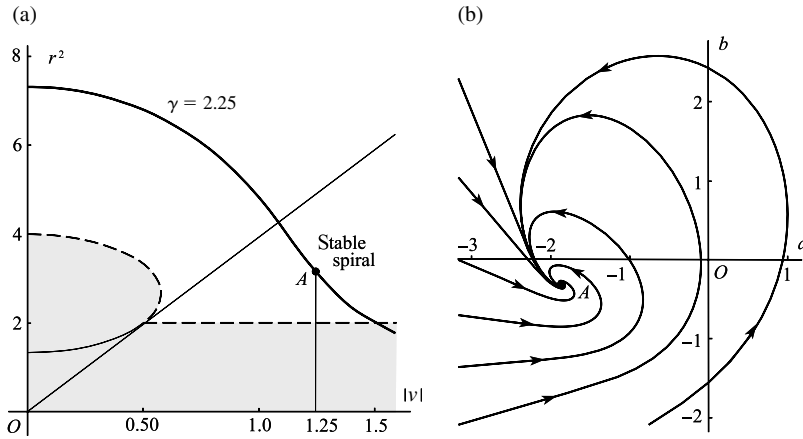 (a)
r²
8
6
4
2
O
γ = 2.25
Stable
spiral
A
0.50
1.0
1.25
1.5
|v|
(b)
b
2
1
−3
−2
−1
O
1
a
A
−1
−2